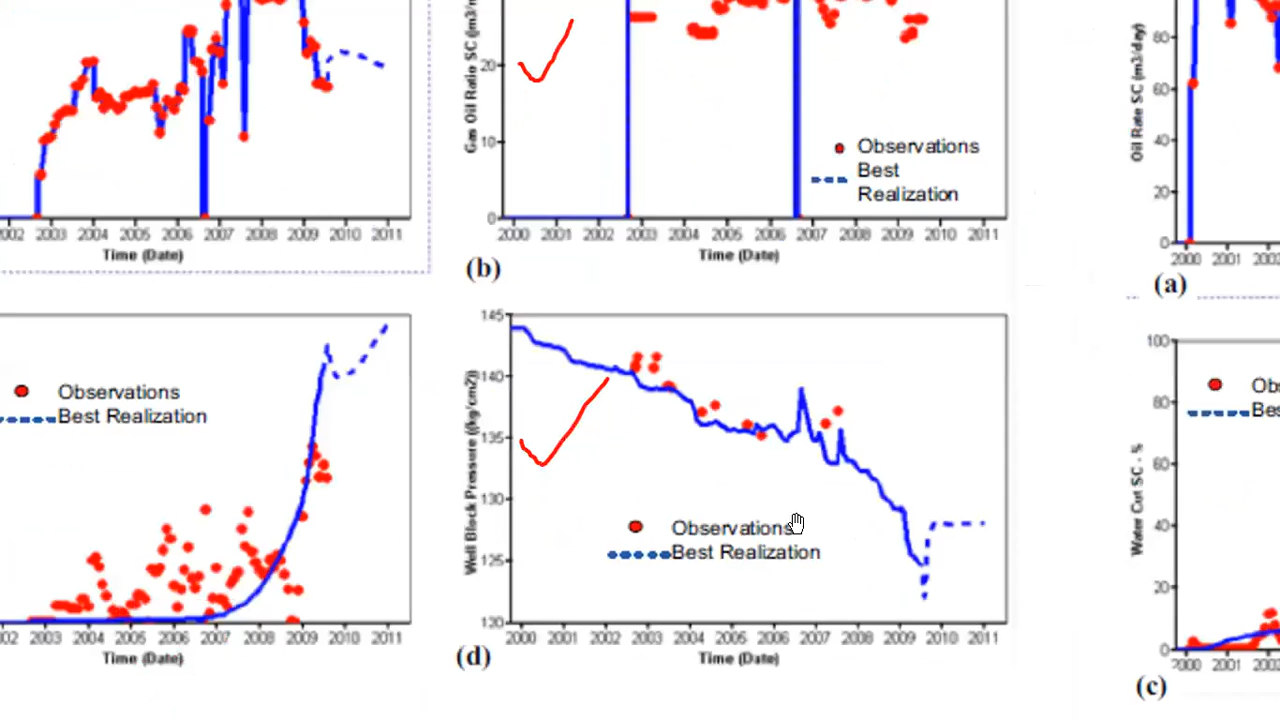 2002 2003 2004 2005 2006 2007 2008 2009 2010 2011
Time (Date)
Gas Oil Ratio SC (m3/m
20
10
0
Observations
Best
Realization
2000 2001 2002 2003 2004 2005 2006 2007 2008 2009 2010 2011
Time (Date)
(b)
Oil Rate SC (m3/day)
80
60
40
20
0
2000 2001 2002
(a)
Observations
Best Realization
2003 2004 2005 2006 2007 2008 2009 2010 2011
Time (Date)
Well Block Pressure ((kg/cm2))
145
140
135
130
125
120
Observations
Best Realization
2000 2001 2002 2003 2004 2005 2006 2007 2008 2009 2010 2011
Time (Date)
(d)
Water Cut SC - %
100
80
60
40
20
0
Obs
Bes
2000 2001 2002
(c)